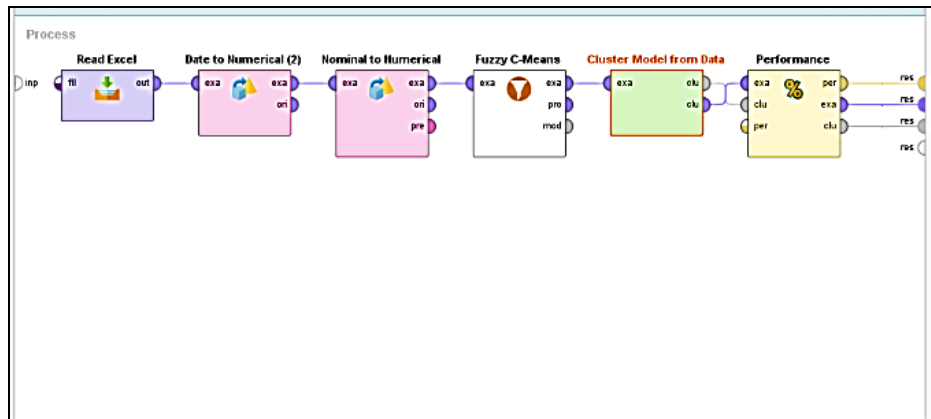 Process
Read Excel
Date to Numerical (2)
Nominal to Numerical
Fuzzy C-Means
Cluster Model from Data
Performance
inp
fil
out
exa
exa
ori
exa
exa
ori
pre
exa
exa
pro
mod
exa
clu
clu
exa
clu
per
per
exa
clu
res
res
res
res